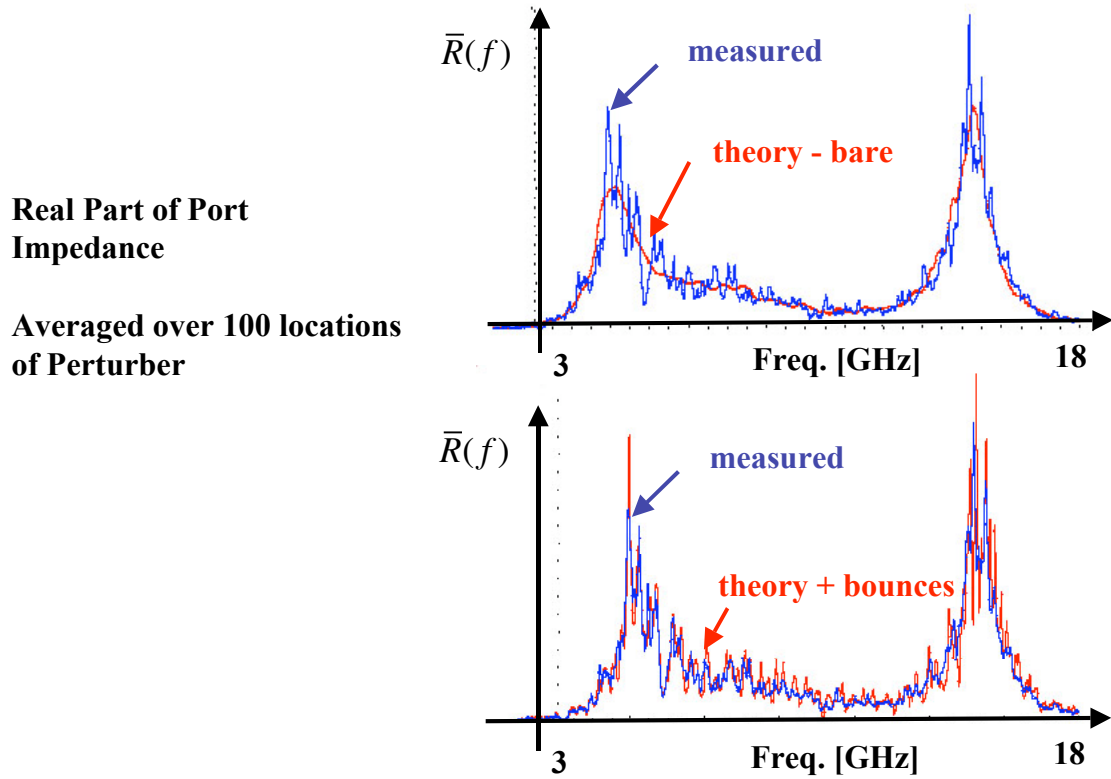 R̄(f)
measured
theory - bare
Real Part of Port
Impedance
Averaged over 100 locations
of Perturber
3
Freq. [GHz]
18
R̄(f)
measured
theory + bounces
3
Freq. [GHz]
18